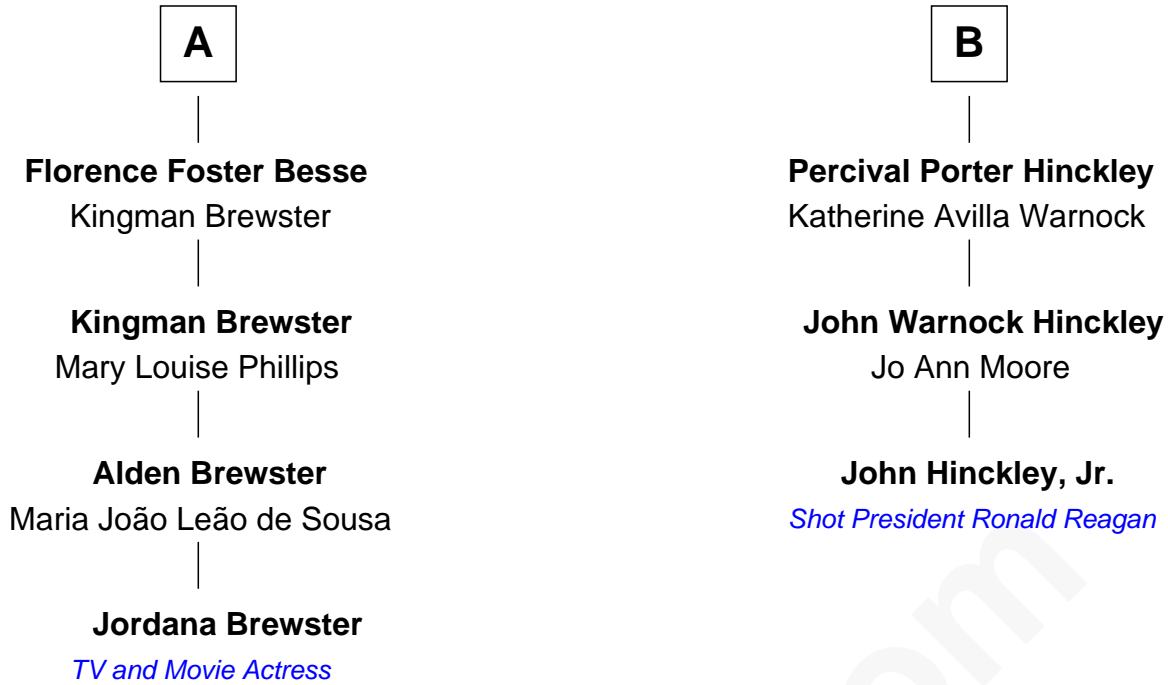 A
Florence Foster Besse
Kingman Brewster
Kingman Brewster
Mary Louise Phillips
Alden Brewster
Maria João Leão de Sousa
Jordana Brewster
TV and Movie Actress
B
Percival Porter Hinckley
Katherine Avilla Warnock
John Warnock Hinckley
Jo Ann Moore
John Hinckley, Jr.
Shot President Ronald Reagan
om